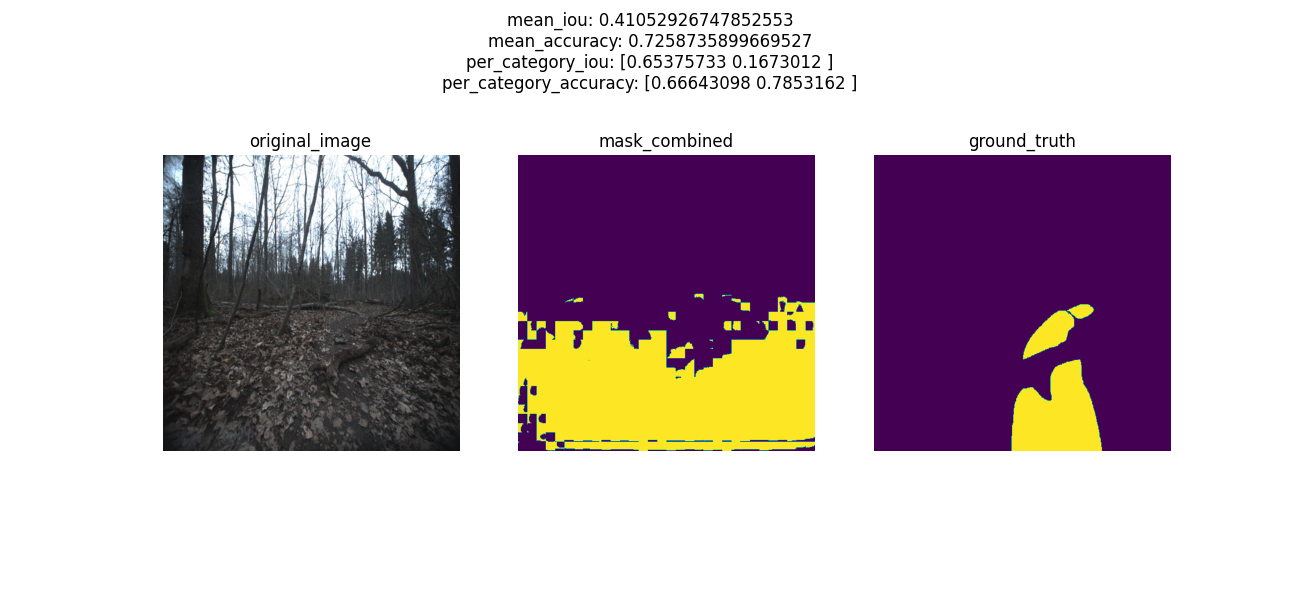 mean_iou: 0.41052926747852553
mean_accuracy: 0.7258735899669527
per_category_iou: [0.65375733 0.1673012 ]
per_category_accuracy: [0.66643098 0.7853162 ]
original_image
mask_combined
ground_truth